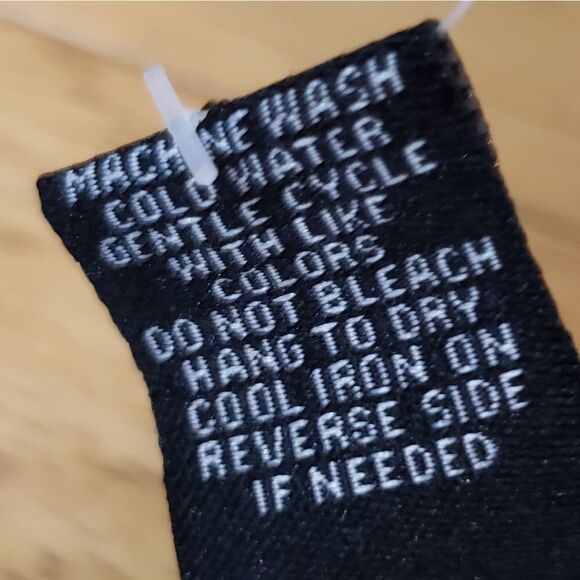 MACHINE WASH
COLD WATER
GENTLE CYCLE
WITH LIKE
COLORS
DO NOT BLEACH
HANG TO DRY
COOL IRON ON
REVERSE SIDE
IF NEEDED